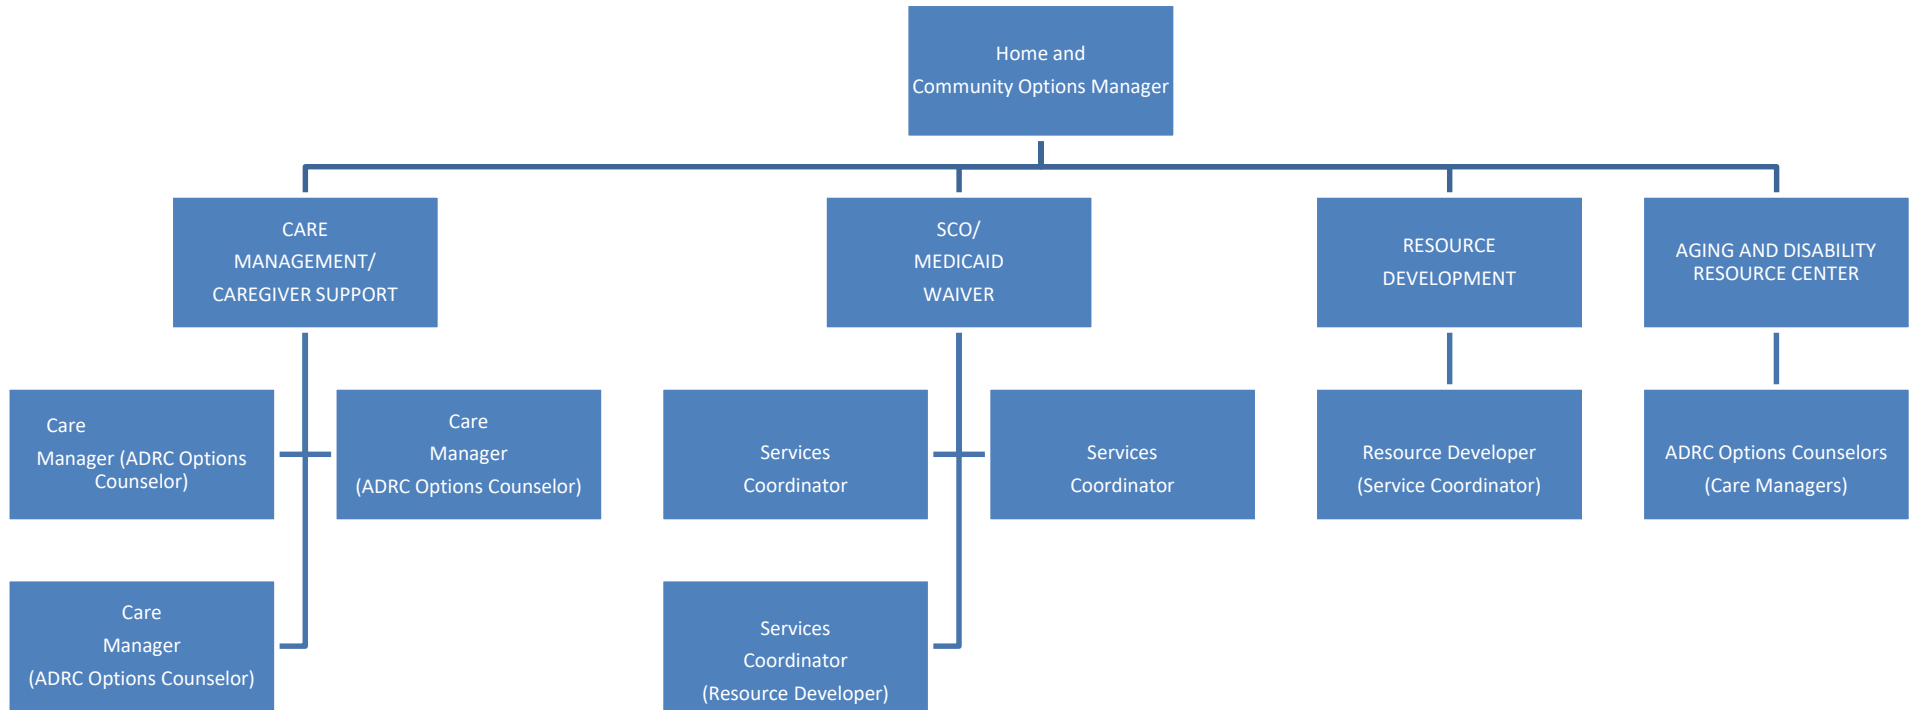 Home and
Community Options Manager
CARE
MANAGEMENT/
CAREGIVER SUPPORT
SCO/
MEDICAID
WAIVER
RESOURCE
DEVELOPMENT
AGING AND DISABILITY
RESOURCE CENTER
Care
Manager (ADRC Options
Counselor)
Care
Manager
(ADRC Options Counselor)
Services
Coordinator
Services
Coordinator
Resource Developer
(Service Coordinator)
ADRC Options Counselors
(Care Managers)
Care
Manager
(ADRC Options Counselor)
Services
Coordinator
(Resource Developer)